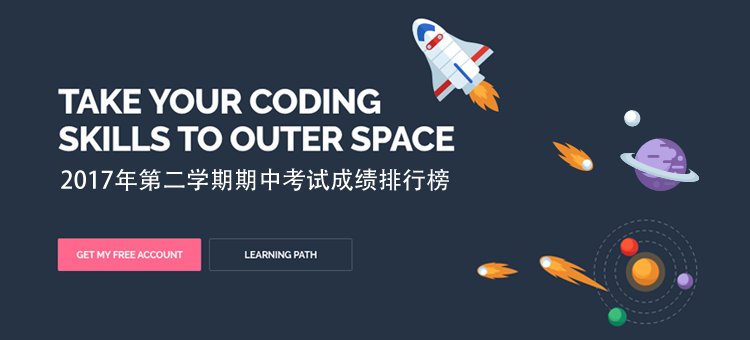 TAKE YOUR CODING
SKILLS TO OUTER SPACE
2017年第二学期期中考试成绩排行榜
GET MY FREE ACCOUNT
LEARNING PATH